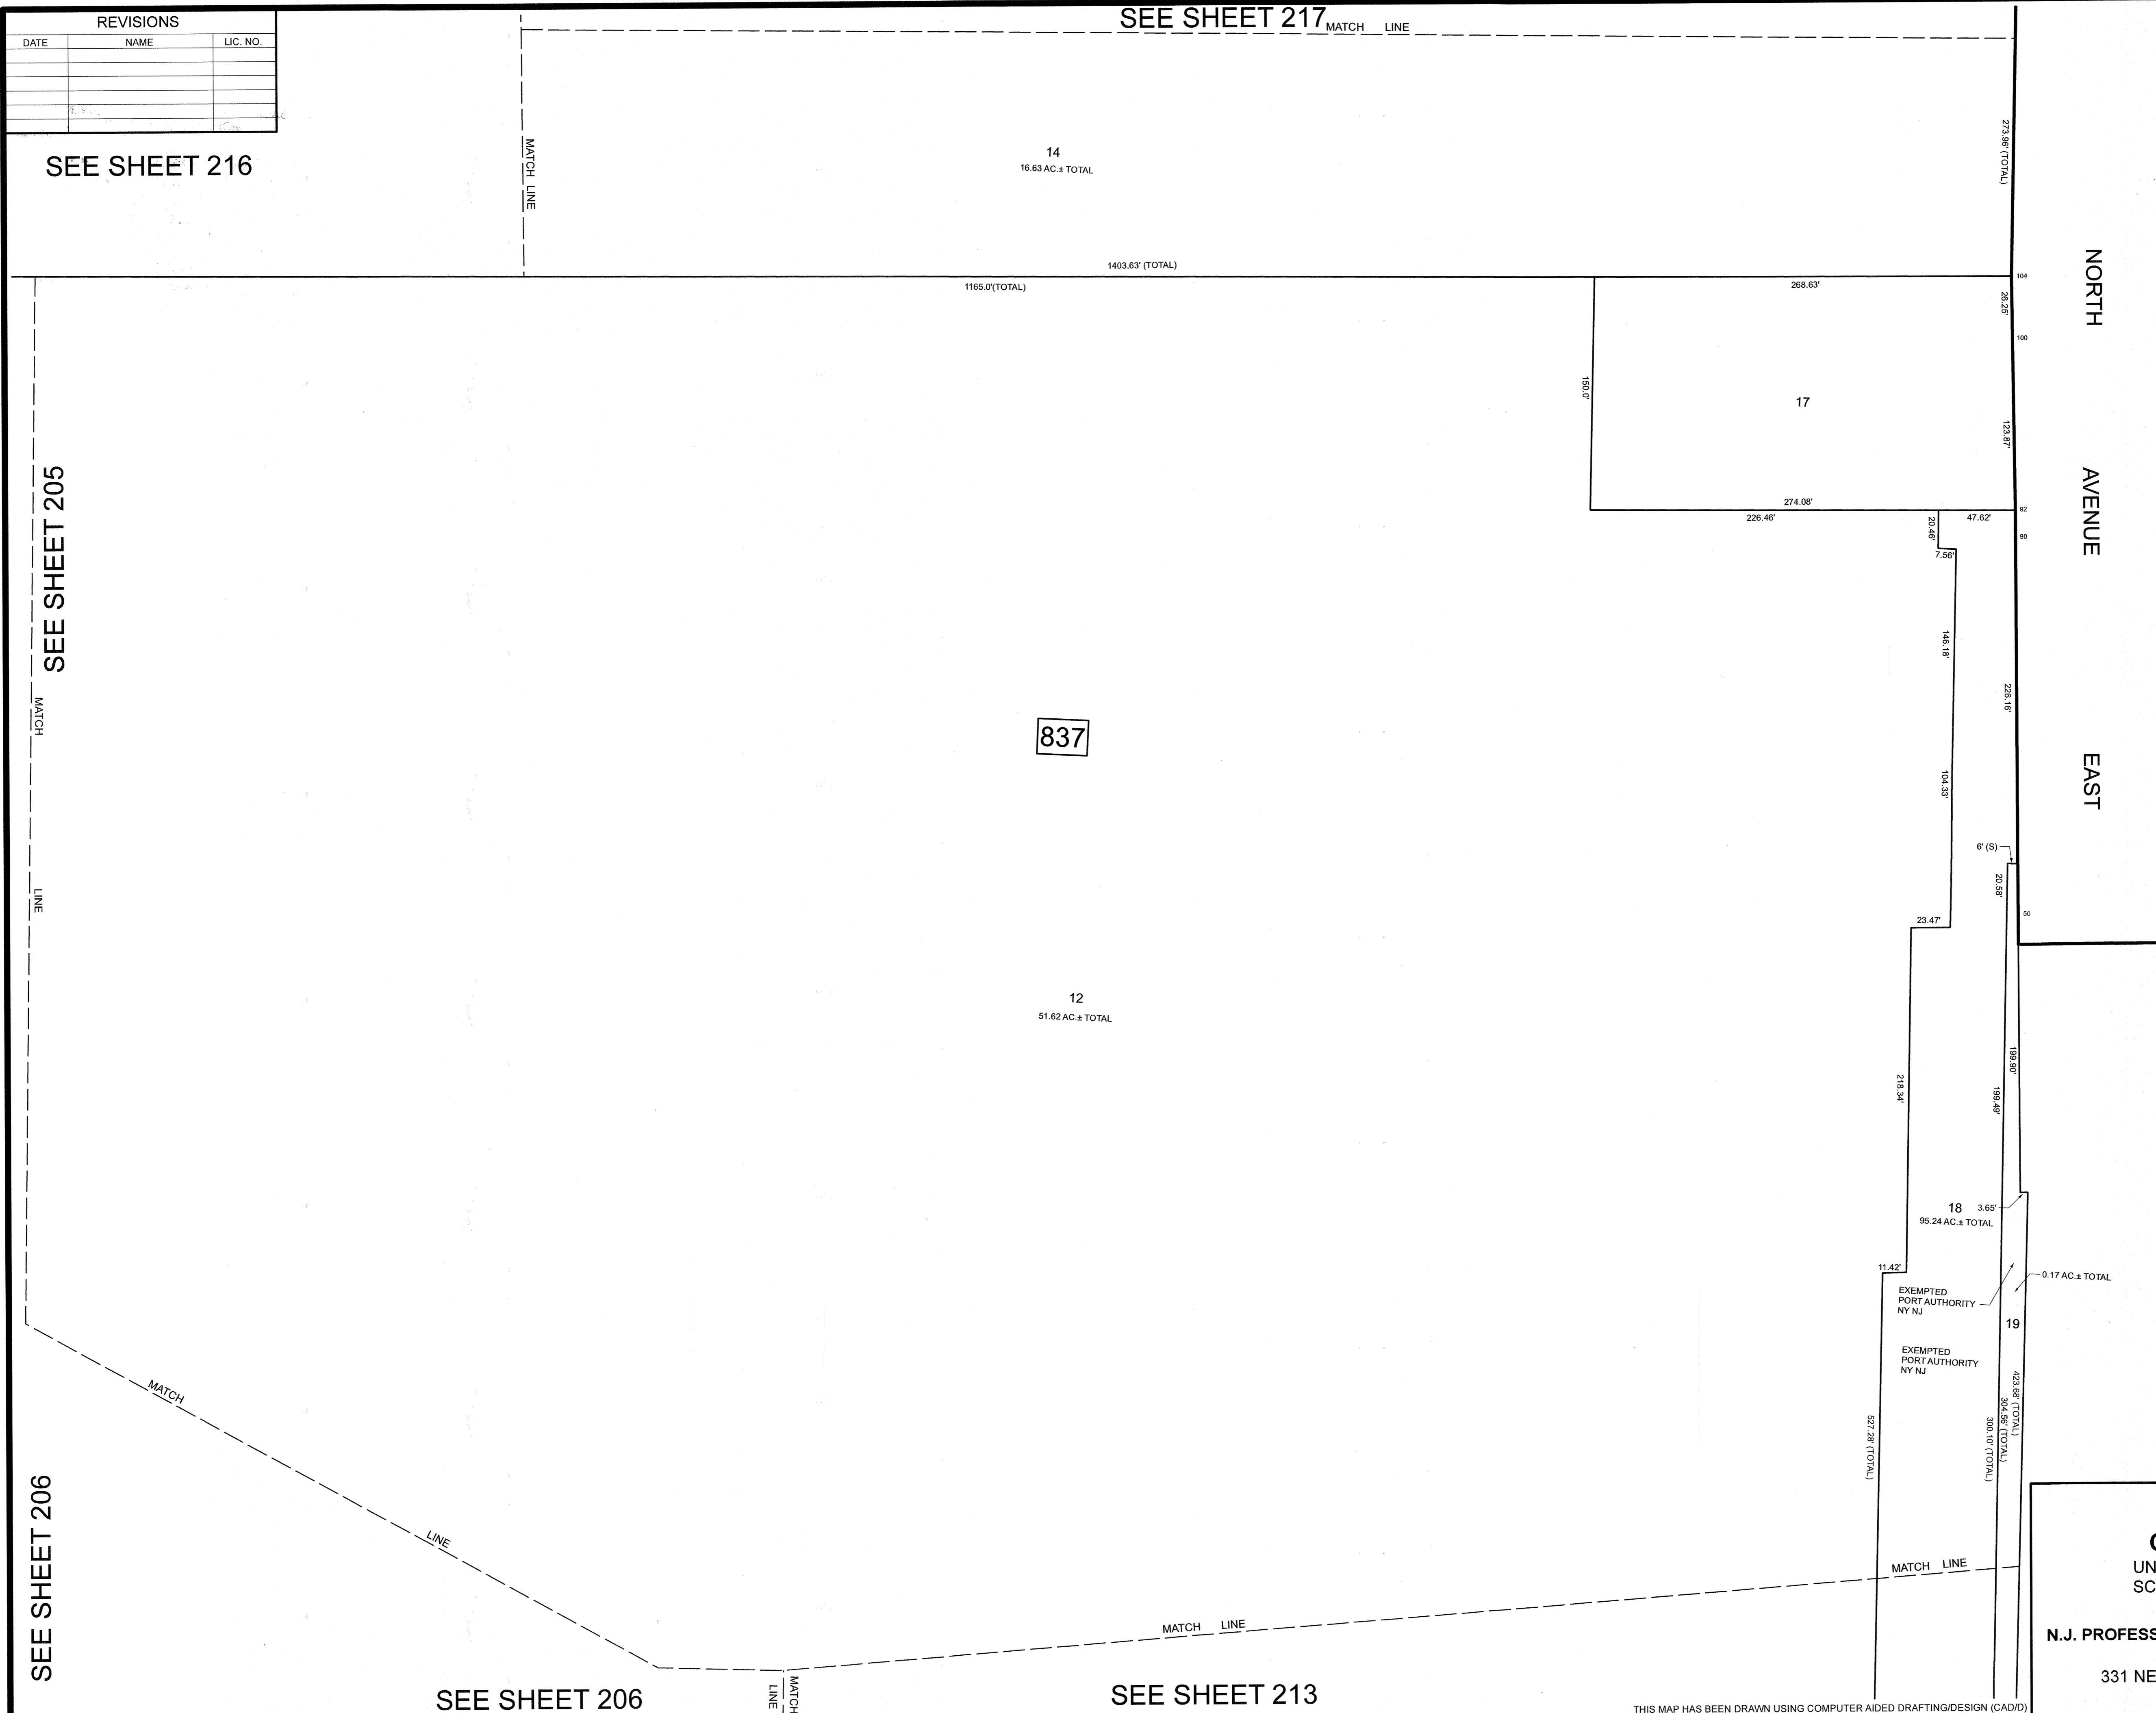 REVISIONS
DATE NAME LIC. NO.
SEE SHEET 217
MATCH LINE
SEE SHEET 216
MATCH LINE
14
16.63 AC.± TOTAL
273.96' (TOTAL)
1403.63' (TOTAL)
1165.0'(TOTAL)
268.63'
104
26.25'
100
NORTH
AVENUE
EAST
150.0'
17
123.87'
274.08'
226.46'
47.62'
92
90
20.46'
7.56'
SEE SHEET 205
MATCH
LINE
146.18'
226.16'
837
104.33'
6' (S)
20.58'
50
23.47'
12
51.62 AC.± TOTAL
218.34'
199.90'
199.49'
18
3.65'
95.24 AC.± TOTAL
11.42'
0.17 AC.± TOTAL
EXEMPTED
PORT AUTHORITY
NY NJ
19
EXEMPTED
PORT AUTHORITY
NY NJ
527.28' (TOTAL)
300.10' (TOTAL)
304.56' (TOTAL)
423.68' (TOTAL)
MATCH
LINE
SEE SHEET 206
MATCH LINE
MATCH LINE
MATCH
LINE
SEE SHEET 206
SEE SHEET 213
UN
SC
N.J. PROFESS
331 NE
THIS MAP HAS BEEN DRAWN USING COMPUTER AIDED DRAFTING/DESIGN (CAD/D)